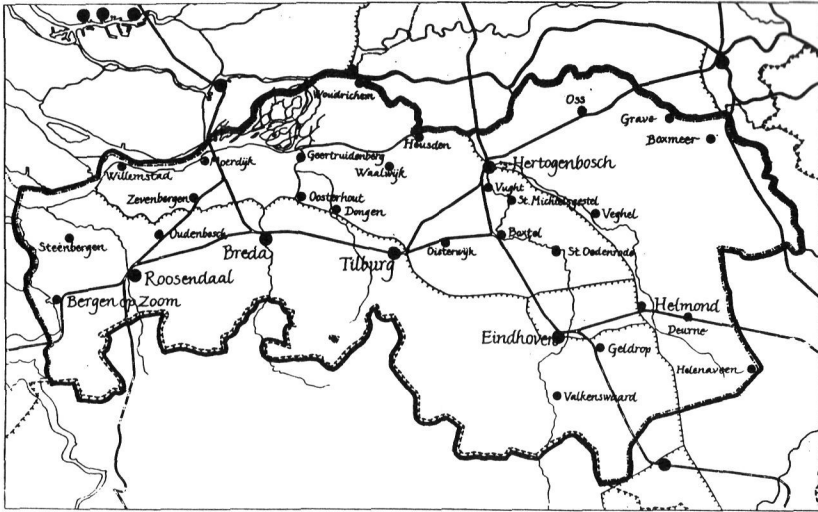 Woudrichem
Oss
Grave
Boxmeer
Heusden
Moerdijk
Geertruidenberg
Waalwijk
's Hertogenbosch
Willemstad
Zevenbergen
Oosterhout
Dongen
Vught
St. Michielsgestel
Veghel
Steenbergen
Oudenbosch
Breda
Tilburg
Oisterwijk
Boxtel
St. Oedenrode
Roosendaal
Bergen op Zoom
Helmond
Deurne
Eindhoven
Geldrop
Helenaveen
Valkenswaard